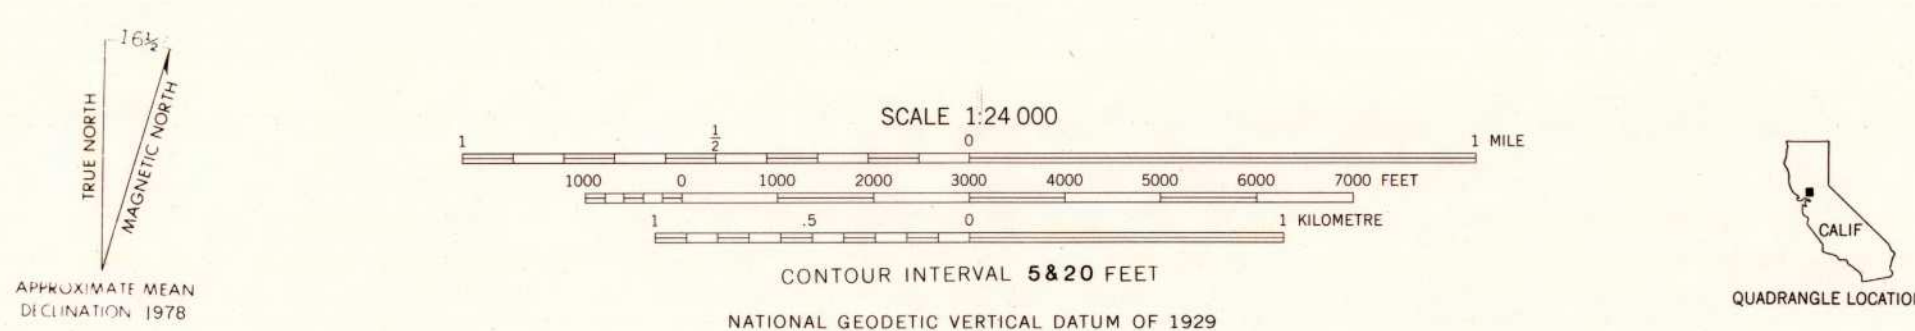 16½
TRUE NORTH
MAGNETIC NORTH
APPROXIMATE MEAN
DECLINATION 1978
SCALE 1:24 000
1 ½ 0 1 MILE
1000 0 1000 2000 3000 4000 5000 6000 7000 FEET
1 .5 0 1 KILOMETRE
CONTOUR INTERVAL 5&20 FEET
NATIONAL GEODETIC VERTICAL DATUM OF 1929
CALIF
QUADRANGLE LOCATION